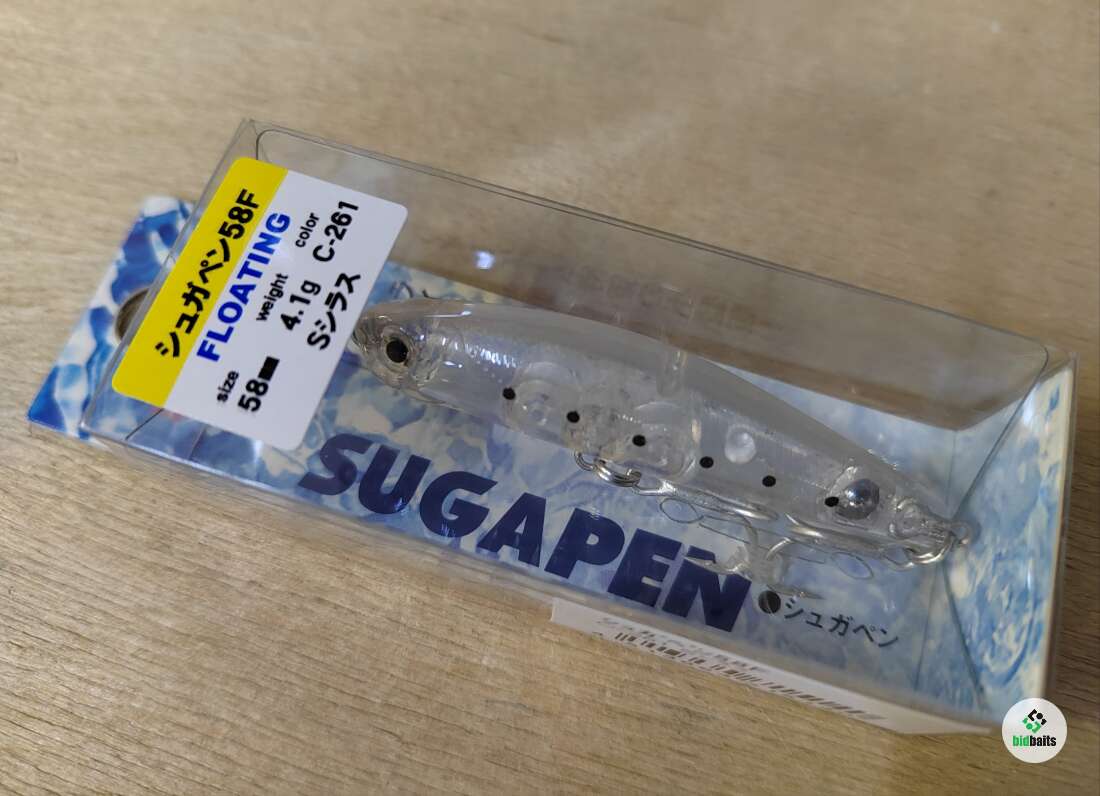 シュガペン58F
FLOATING
size weight color
58mm 4.1g C-261
Sシラス
SUGAPEN
シュガペン
bidbaits